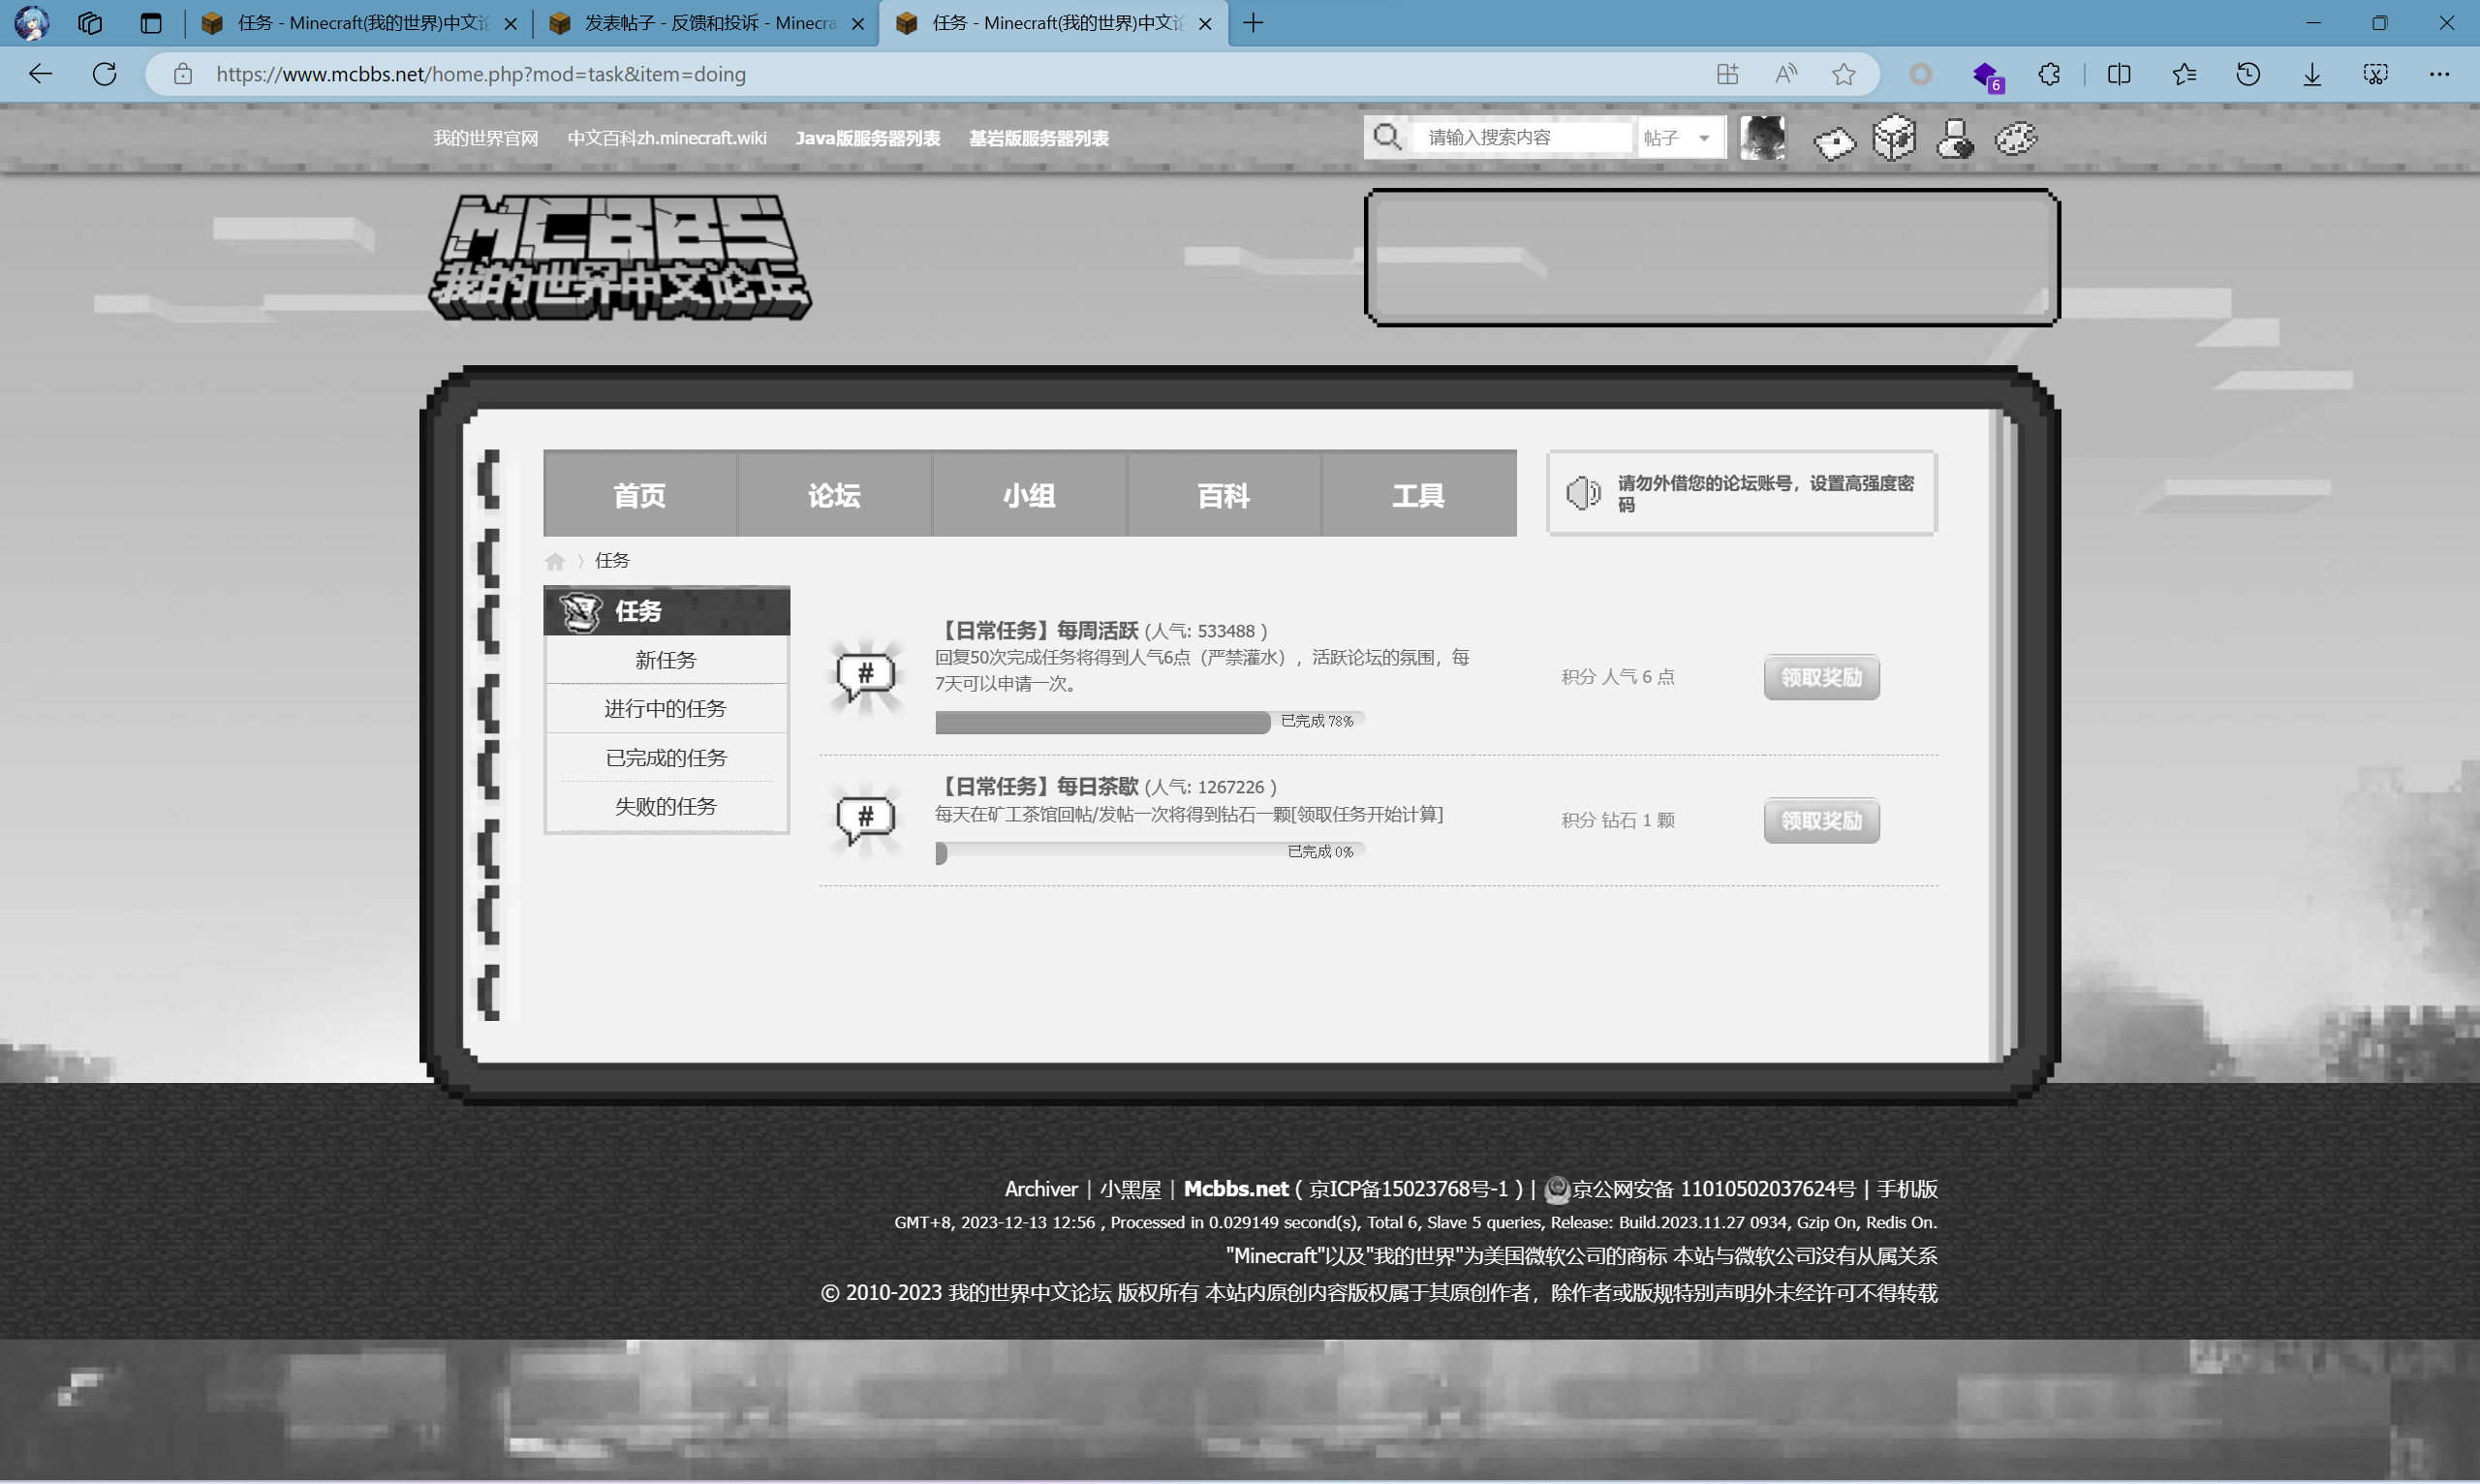 任务 - Minecraft(我的世界)中文论
发表帖子 - 反馈和投诉 - Minecra
任务 - Minecraft(我的世界)中文论
https://www.mcbbs.net/home.php?mod=task&item=doing
6
我的世界官网 中文百科zh.minecraft.wiki Java版服务器列表 基岩版服务器列表
请输入搜索内容 帖子
MCBBS
我的世界中文论坛
首页 论坛 小组 百科 工具
请勿外借您的论坛账号，设置高强度密
码
任务
任务
新任务
进行中的任务
已完成的任务
失败的任务
#
【日常任务】每周活跃 (人气: 533488 )
回复50次完成任务将得到人气6点（严禁灌水），活跃论坛的氛围，每
7天可以申请一次。
已完成 78%
积分 人气 6 点
领取奖励
#
【日常任务】每日茶歇 (人气: 1267226 )
每天在矿工茶馆回帖/发帖一次将得到钻石一颗[领取任务开始计算]
已完成 0%
积分 钻石 1 颗
领取奖励
Archiver | 小黑屋 | Mcbbs.net ( 京ICP备15023768号-1 ) | 京公网安备 11010502037624号 | 手机版
GMT+8, 2023-12-13 12:56 , Processed in 0.029149 second(s), Total 6, Slave 5 queries, Release: Build.2023.11.27 0934, Gzip On, Redis On.
"Minecraft"以及"我的世界"为美国微软公司的商标 本站与微软公司没有从属关系
© 2010-2023 我的世界中文论坛 版权所有 本站内原创内容版权属于其原创作者，除作者或版规特别声明外未经许可不得转载